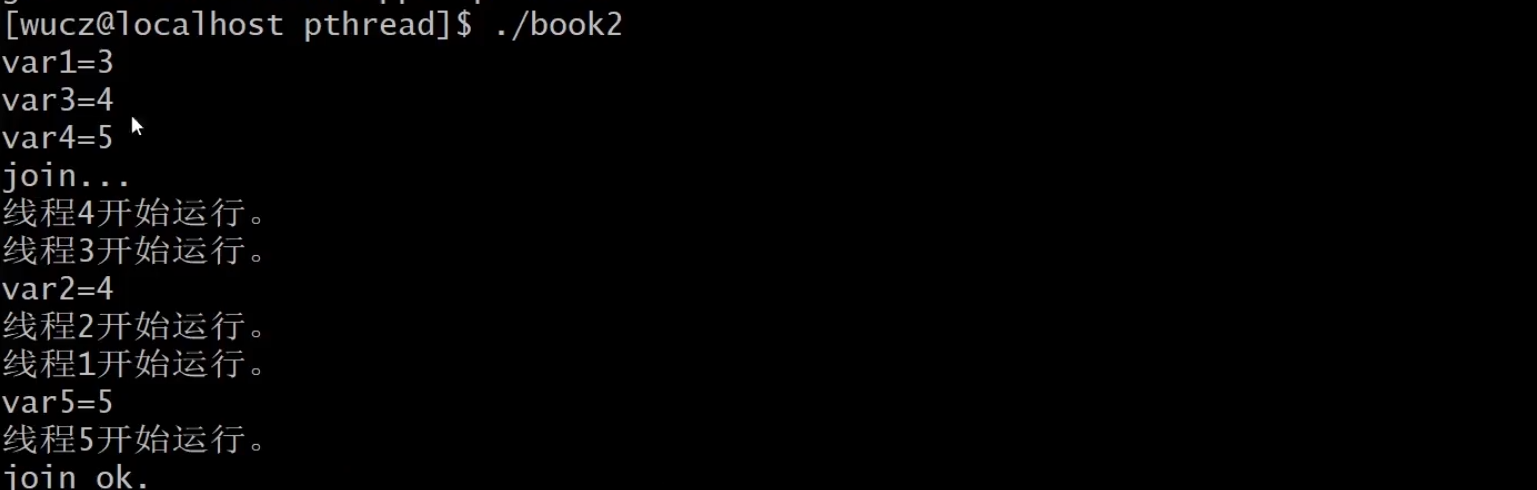 [wucz@localhost pthread]$ ./book2
var1=3
var3=4
var4=5
join...
线程4开始运行。
线程3开始运行。
var2=4
线程2开始运行。
线程1开始运行。
var5=5
线程5开始运行。
join ok.